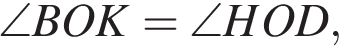 ∠BOK = ∠HOD,